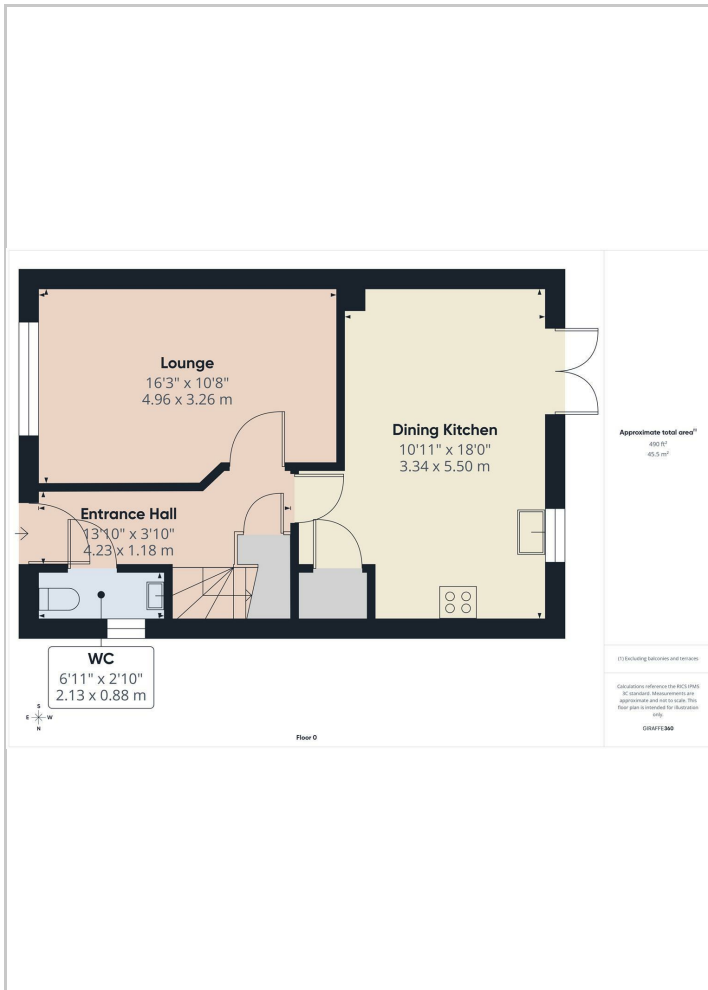 Lounge
16'3" x 10'8"
4.96 x 3.26 m
Dining Kitchen
10'11" x 18'0"
3.34 x 5.50 m
Entrance Hall
13'10" x 3'10"
4.23 x 1.18 m
WC
6'11" x 2'10"
2.13 x 0.88 m
S
E W
N
Floor 0
Approximate total area⁽¹⁾
490 ft²
45.5 m²
(1) Excluding balconies and terraces
Calculations reference the RICS IPMS
3C standard. Measurements are
approximate and not to scale. This
floor plan is intended for illustration
only.
GIRAFFE360